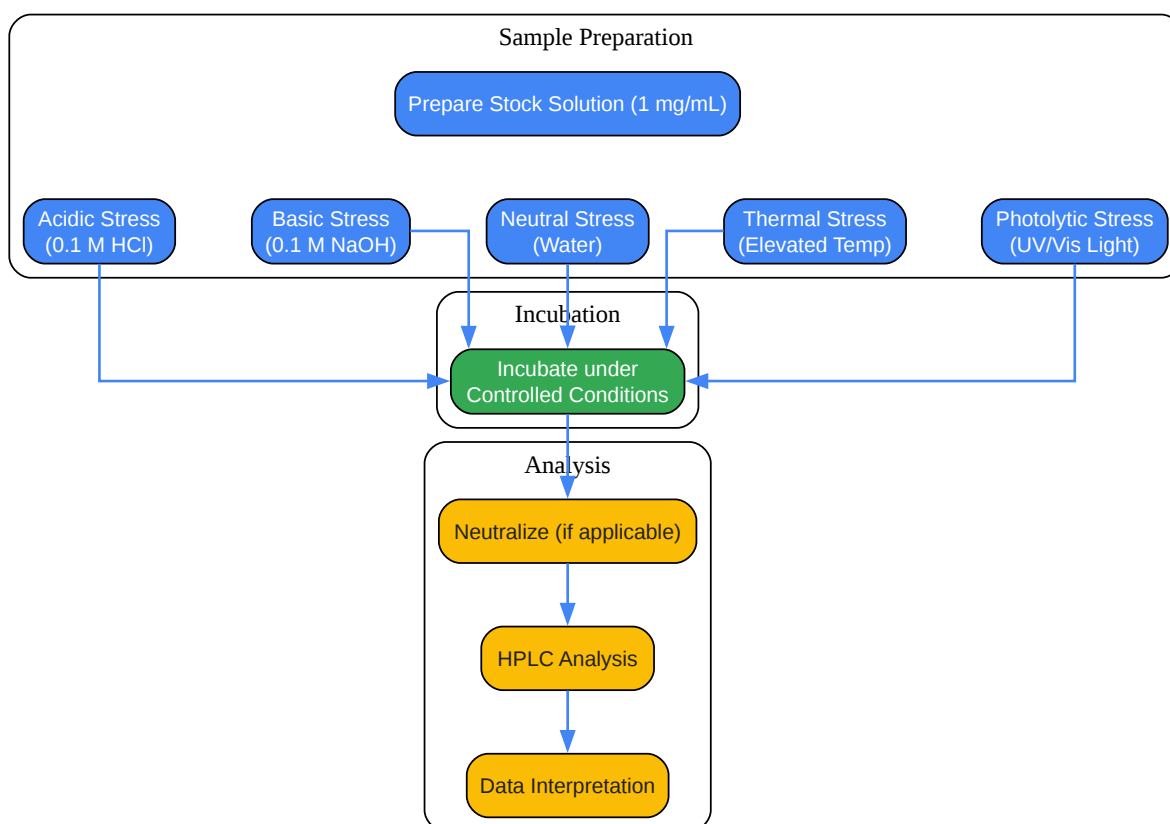 Sample Preparation
Prepare Stock Solution (1 mg/mL)
Acidic Stress
(0.1 M HCl)
Basic Stress
(0.1 M NaOH)
Neutral Stress
(Water)
Thermal Stress
(Elevated Temp)
Photolytic Stress
(UV/Vis Light)
Incubation
Incubate under
Controlled Conditions
Analysis
Neutralize (if applicable)
HPLC Analysis
Data Interpretation